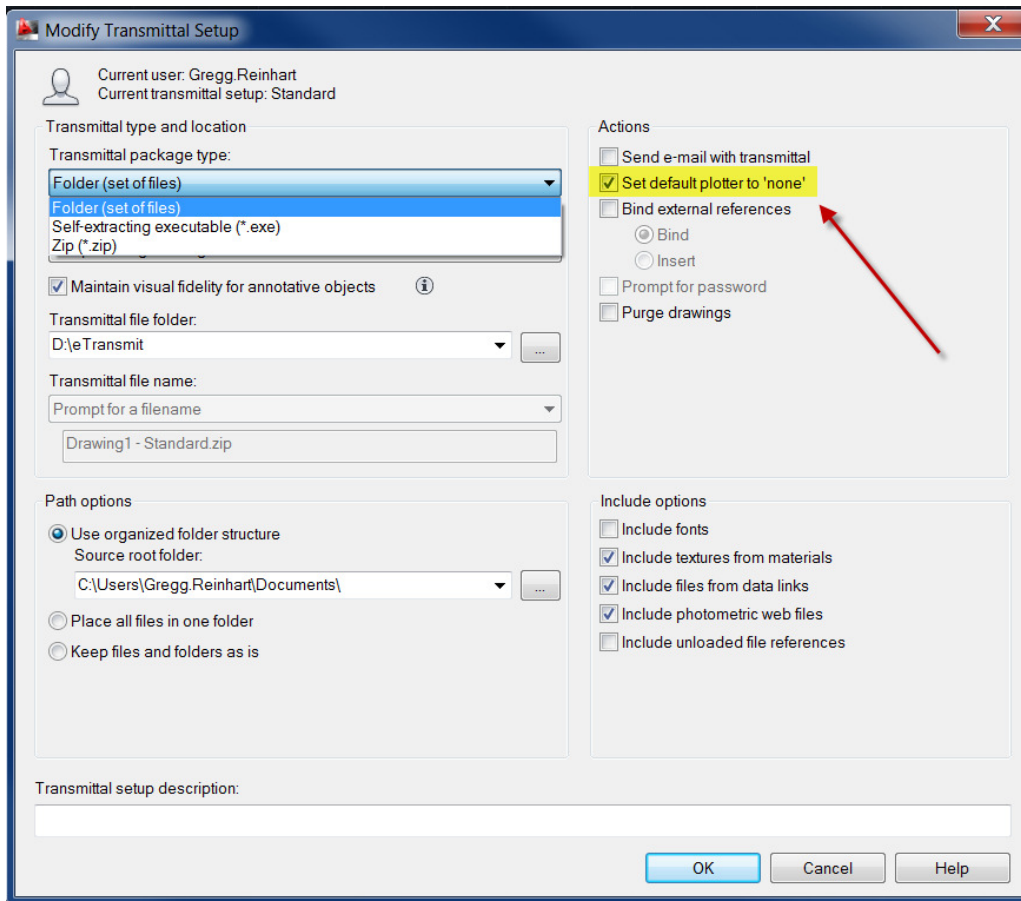 Modify Transmittal Setup
Current user: Gregg.Reinhart
Current transmittal setup: Standard
Transmittal type and location
Transmittal package type:
Folder (set of files)
Folder (set of files)
Self-extracting executable (*.exe)
Zip (*.zip)
Maintain visual fidelity for annotative objects
Transmittal file folder:
D:\eTransmit
...
Transmittal file name:
Prompt for a filename
Drawing1 - Standard.zip
Actions
Send e-mail with transmittal
Set default plotter to 'none'
Bind external references
Bind
Insert
Prompt for password
Purge drawings
Path options
Use organized folder structure
Source root folder:
C:\Users\Gregg.Reinhart\Documents\
...
Place all files in one folder
Keep files and folders as is
Include options
Include fonts
Include textures from materials
Include files from data links
Include photometric web files
Include unloaded file references
Transmittal setup description:
OK
Cancel
Help